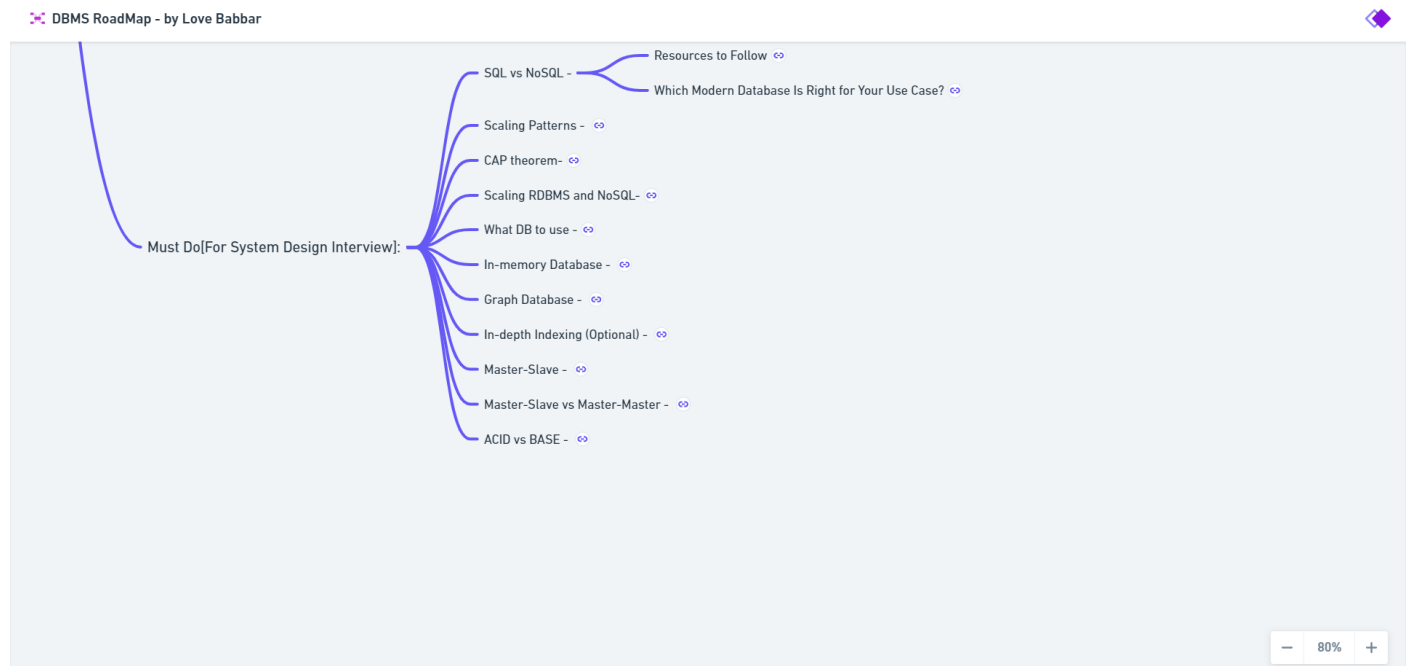 DBMS RoadMap - by Love Babbar
Resources to Follow
SQL vs NoSQL -
Which Modern Database Is Right for Your Use Case?
Scaling Patterns -
CAP theorem-
Scaling RDBMS and NoSQL-
What DB to use -
Must Do[For System Design Interview]:
In-memory Database -
Graph Database -
In-depth Indexing (Optional) -
Master-Slave -
Master-Slave vs Master-Master -
ACID vs BASE -
− 80% +